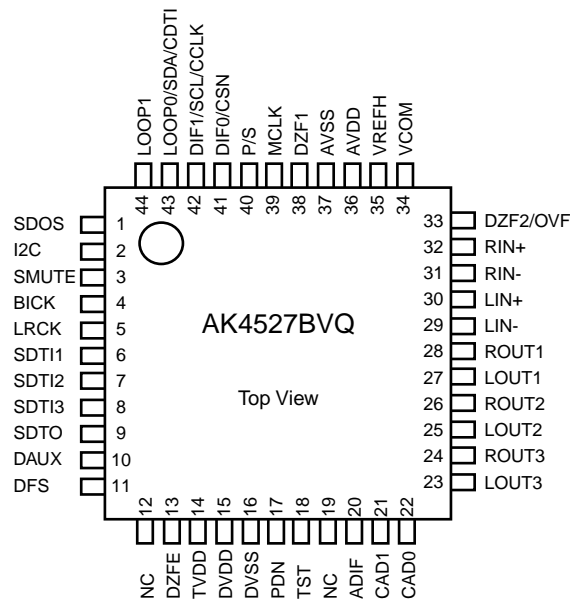 LOOP1
LOOP0/SDA/CDTI
DIF1/SCL/CCLK
DIF0/CSN
P/S
MCLK
DZF1
AVSS
AVDD
VREFH
VCOM
44
43
42
41
40
39
38
37
36
35
34
SDOS 1
I2C 2
SMUTE 3
BICK 4
LRCK 5
SDTI1 6
SDTI2 7
SDTI3 8
SDTO 9
DAUX 10
DFS 11
AK4527BVQ
Top View
33 DZF2/OVF
32 RIN+
31 RIN-
30 LIN+
29 LIN-
28 ROUT1
27 LOUT1
26 ROUT2
25 LOUT2
24 ROUT3
23 LOUT3
12
13
14
15
16
17
18
19
20
21
22
NC
DZFE
TVDD
DVDD
DVSS
PDN
TST
NC
ADIF
CAD1
CAD0